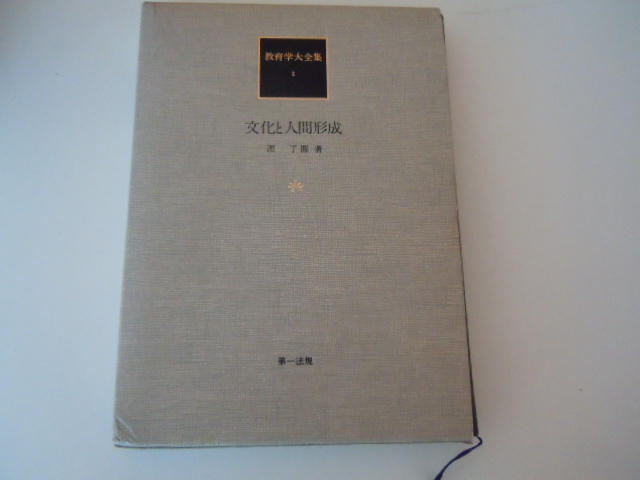 教育学大全集
1
文化と人間形成
源 了圓 著
第一法規